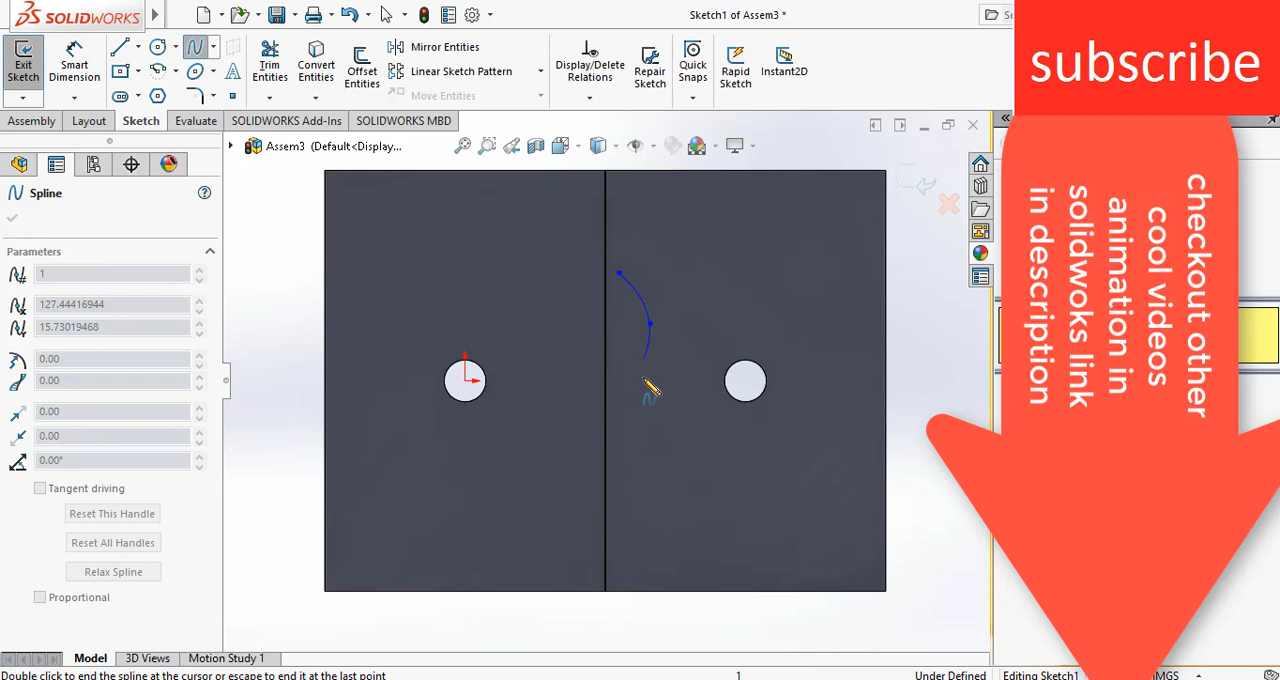 SOLIDWORKS
Sketch1 of Assem3 *
Se
subscribe
Exit
Sketch
Smart
Dimension
Trim
Entities
Convert
Entities
Offset
Entities
Mirror Entities
Linear Sketch Pattern
Move Entities
Display/Delete
Relations
Repair
Sketch
Quick
Snaps
Rapid
Sketch
Instant2D
Assembly
Layout
Sketch
Evaluate
SOLIDWORKS Add-Ins
SOLIDWORKS MBD
Assem3 (Default<Display...
Spline
Parameters
1
127.44416944
15.73019468
0.00
0.00
0.00
0.00
0.00°
Tangent driving
Reset This Handle
Reset All Handles
Relax Spline
Proportional
checkout other
cool videos
animation in
solidwoks link
in description
Model
3D Views
Motion Study 1
Double click to end the spline at the cursor or escape to end it at the last point
1
Under Defined
Editing Sketch1
MGS